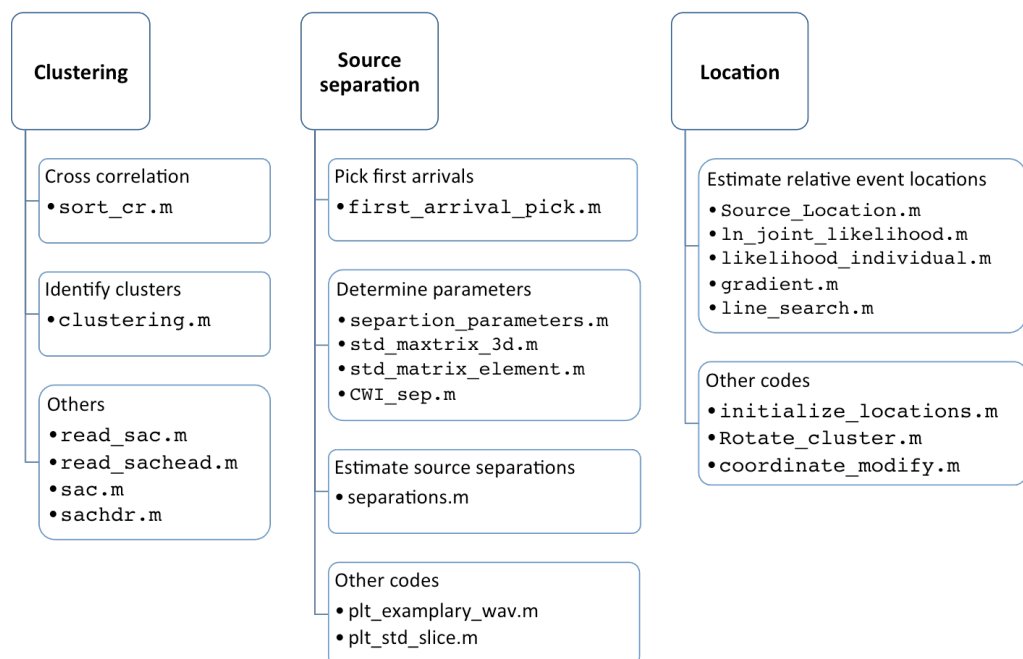 Clustering
Cross correlation
• sort_cr.m
Identify clusters
• clustering.m
Others
• read_sac.m
• read_sachead.m
• sac.m
• sachdr.m
Source
separation
Pick first arrivals
• first_arrival_pick.m
Determine parameters
• separtion_parameters.m
• std_maxtrix_3d.m
• std_matrix_element.m
• CWI_sep.m
Estimate source separations
• separations.m
Other codes
• plt_examplary_wav.m
• plt_std_slice.m
Location
Estimate relative event locations
• Source_Location.m
• ln_joint_likelihood.m
• likelihood_individual.m
• gradient.m
• line_search.m
Other codes
• initialize_locations.m
• Rotate_cluster.m
• coordinate_modify.m